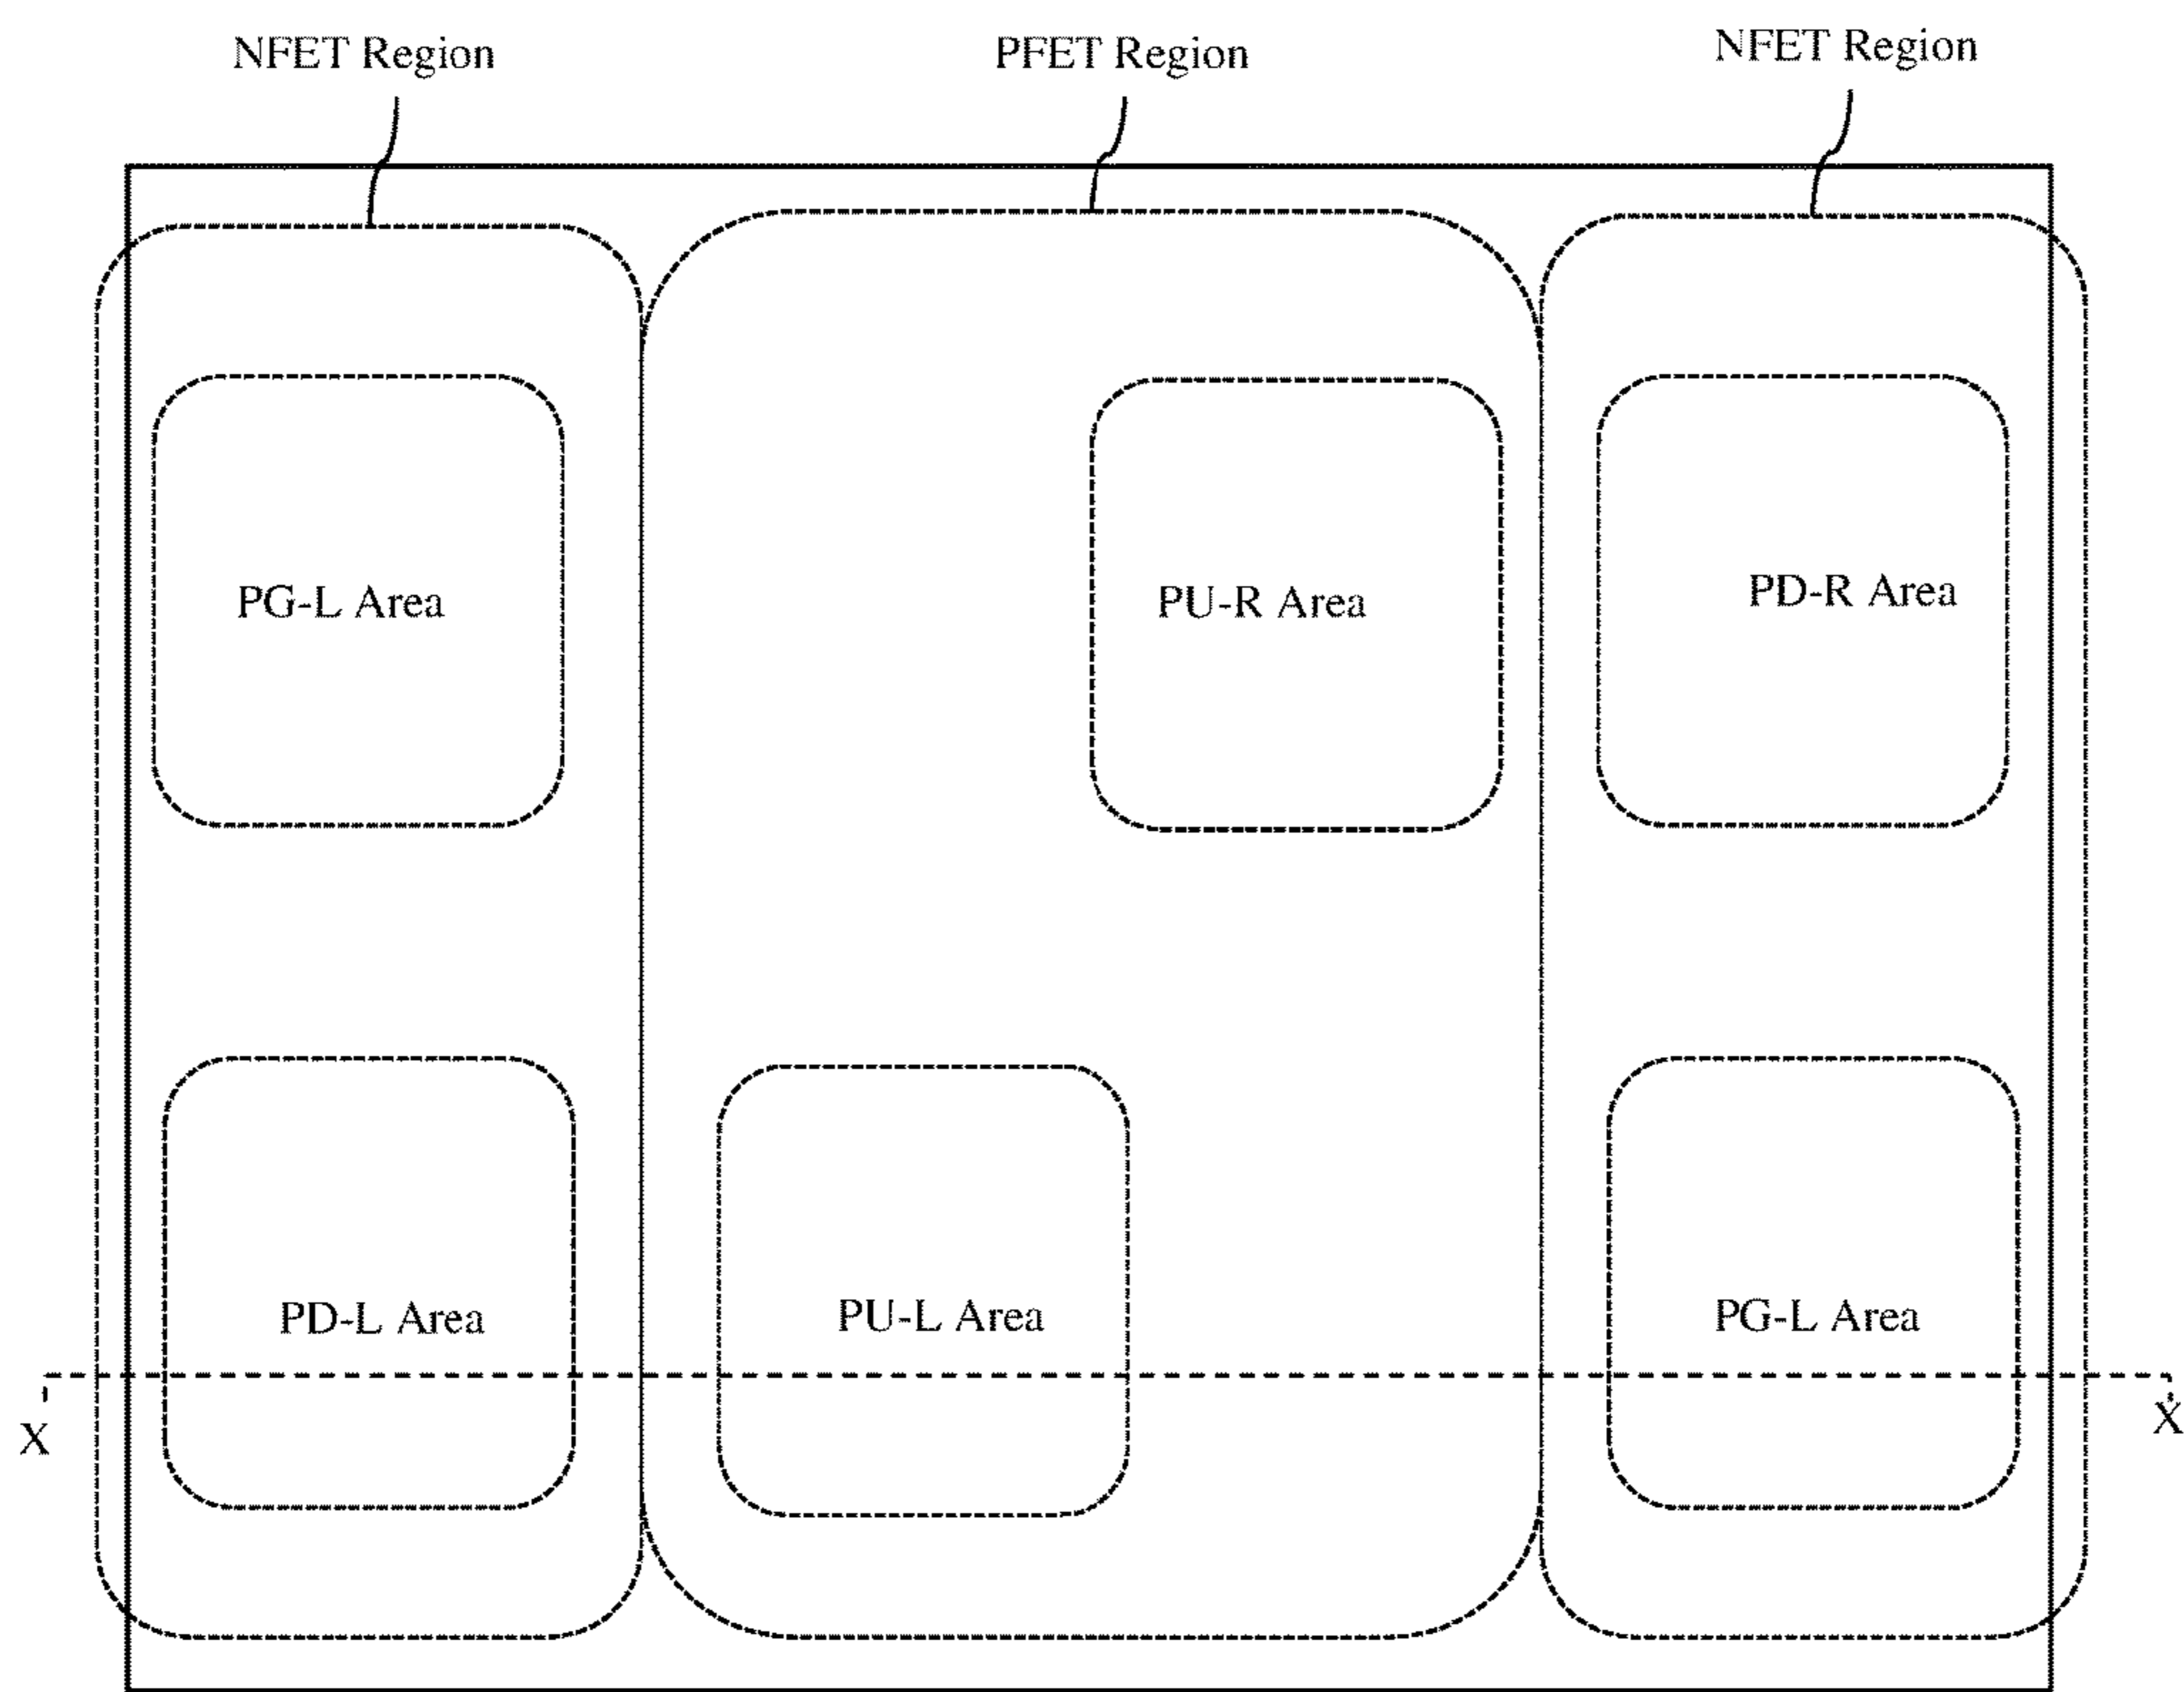 NFET Region
PFET Region
NFET Region
PG-L Area
PU-R Area
PD-R Area
PD-L Area
PU-L Area
PG-L Area
X
X